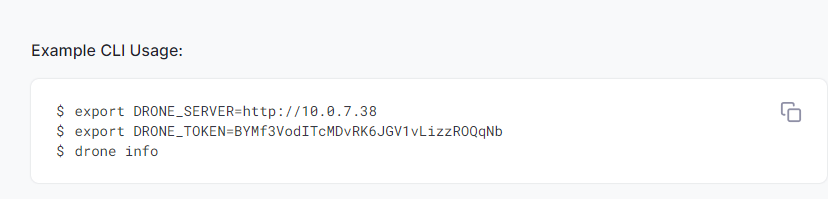 Example CLI Usage:
$ export DRONE_SERVER=http://10.0.7.38
$ export DRONE_TOKEN=BYMf3VodITcMDvRK6JGV1vLizzROQqNb
$ drone info